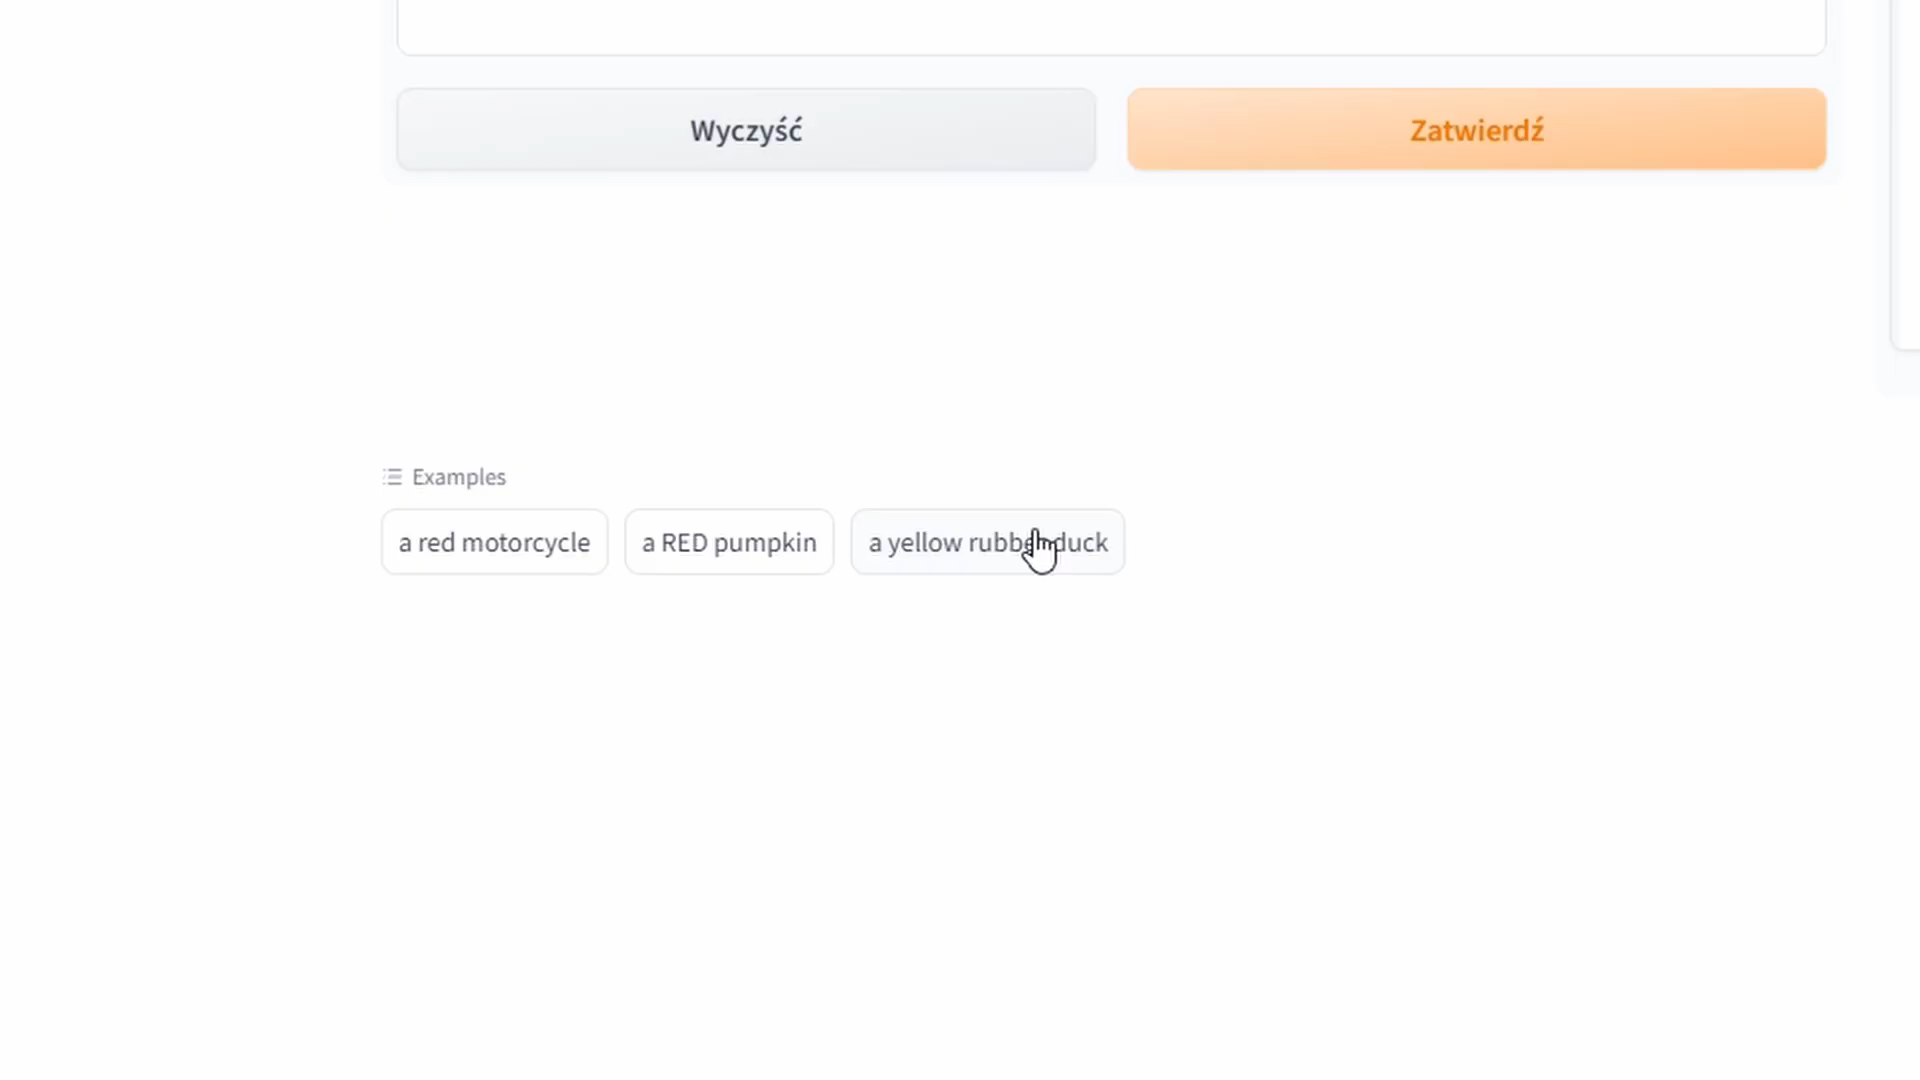 Wyczyść
Zatwierdź
Examples
a red motorcycle
a RED pumpkin
a yellow rubber duck